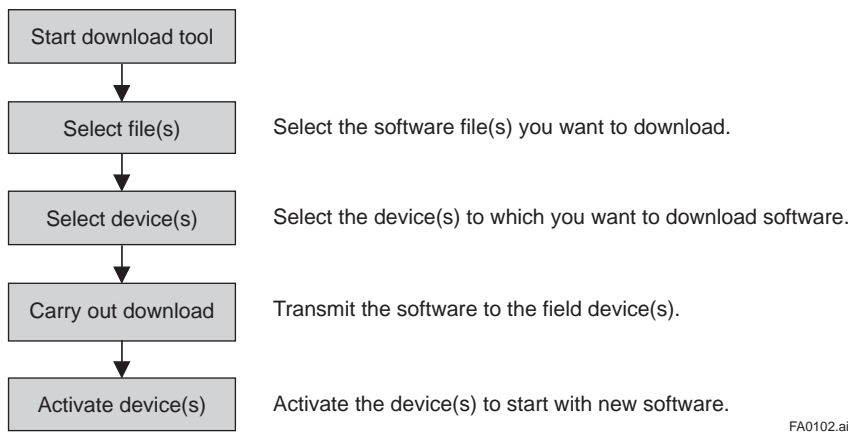 Start download tool
Select file(s)
Select the software file(s) you want to download.
Select device(s)
Select the device(s) to which you want to download software.
Carry out download
Transmit the software to the field device(s).
Activate device(s)
Activate the device(s) to start with new software.
FA0102.ai